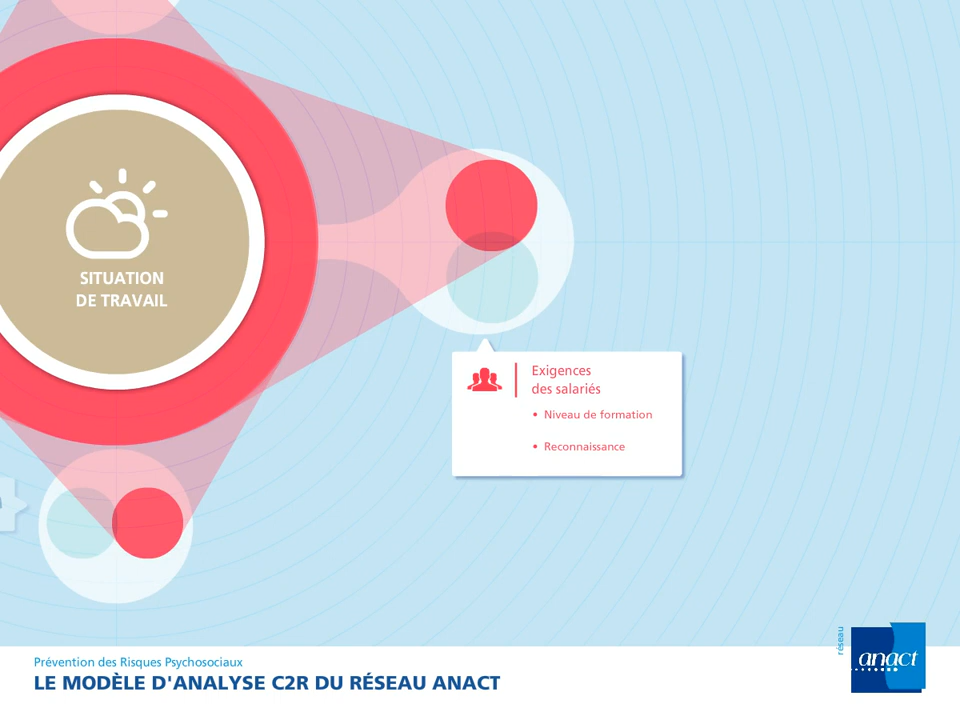 SITUATION
DE TRAVAIL
Exigences
des salariés
• Niveau de formation
• Reconnaissance
Prévention des Risques Psychosociaux
LE MODÈLE D'ANALYSE C2R DU RÉSEAU ANACT
réseau
anact